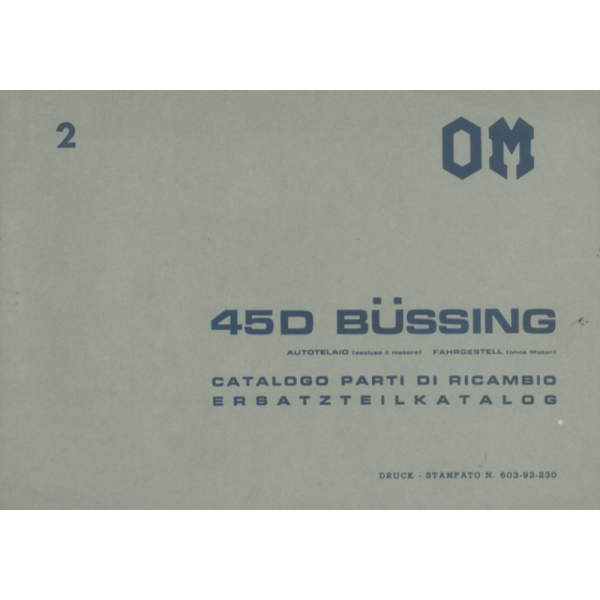 2
OM
45D BÜSSING
AUTOTELAIO (escluso il motore) FAHRGESTELL (ohne Motor)
CATALOGO PARTI DI RICAMBIO
ERSATZTEILKATALOG
DRUCK - STAMPATO N. 603-92-230